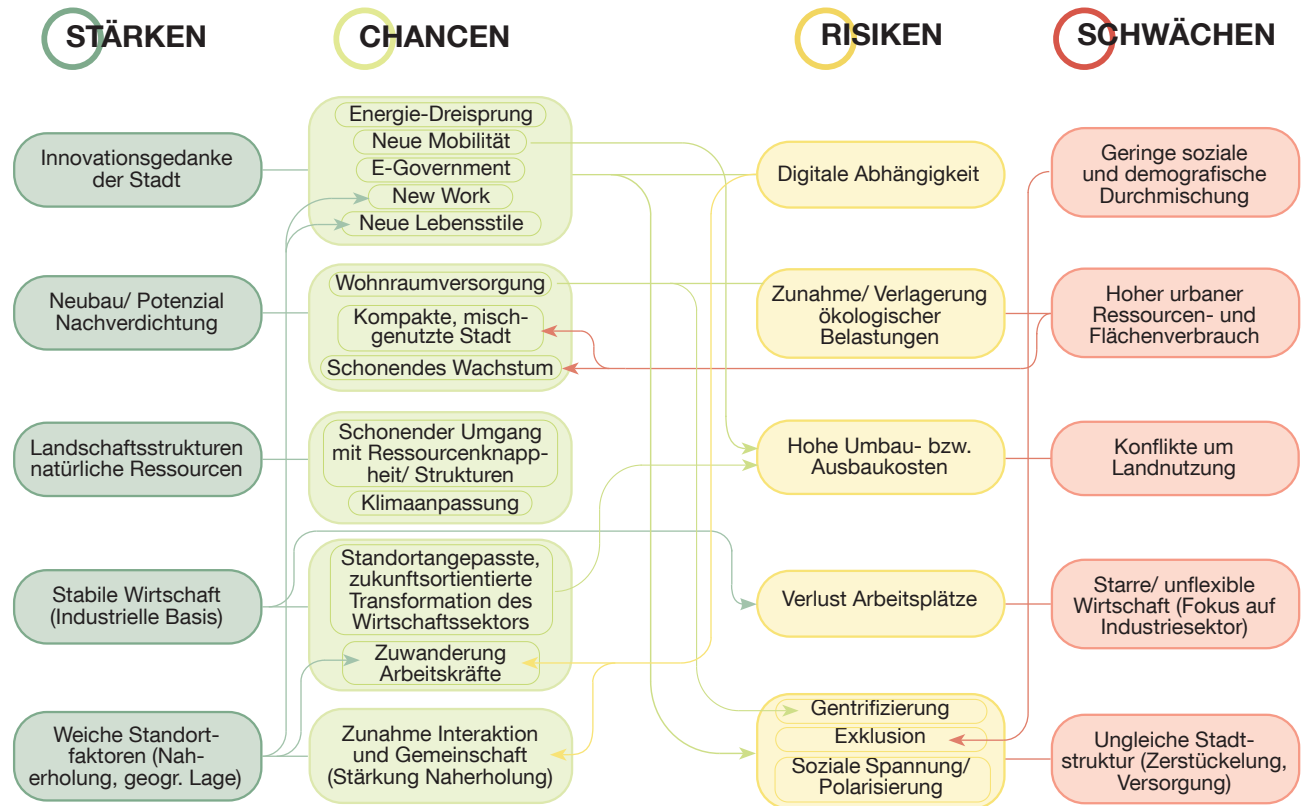 STÄRKEN
CHANCEN
RISIKEN
SCHWÄCHEN
Innovationsgedanke
der Stadt
Neubau/ Potenzial
Nachverdichtung
Landschaftsstrukturen
natürliche Ressourcen
Stabile Wirtschaft
(Industrielle Basis)
Weiche Standort-
faktoren (Nah-
erholung, geogr. Lage)
Energie-Dreisprung
Neue Mobilität
E-Government
New Work
Neue Lebensstile
Wohnraumversorgung
Kompakte, misch-
genutzte Stadt
Schonendes Wachstum
Schonender Umgang
mit Ressourcenknapp-
heit/ Strukturen
Klimaanpassung
Standortangepasste,
zukunftsorientierte
Transformation des
Wirtschaftssektors
Zuwanderung
Arbeitskräfte
Zunahme Interaktion
und Gemeinschaft
(Stärkung Naherholung)
Digitale Abhängigkeit
Zunahme/ Verlagerung
ökologischer
Belastungen
Hohe Umbau- bzw.
Ausbaukosten
Verlust Arbeitsplätze
Gentrifizierung
Exklusion
Soziale Spannung/
Polarisierung
Geringe soziale
und demografische
Durchmischung
Hoher urbaner
Ressourcen- und
Flächenverbrauch
Konflikte um
Landnutzung
Starre/ unflexible
Wirtschaft (Fokus auf
Industriesektor)
Ungleiche Stadt-
struktur (Zerstückelung,
Versorgung)